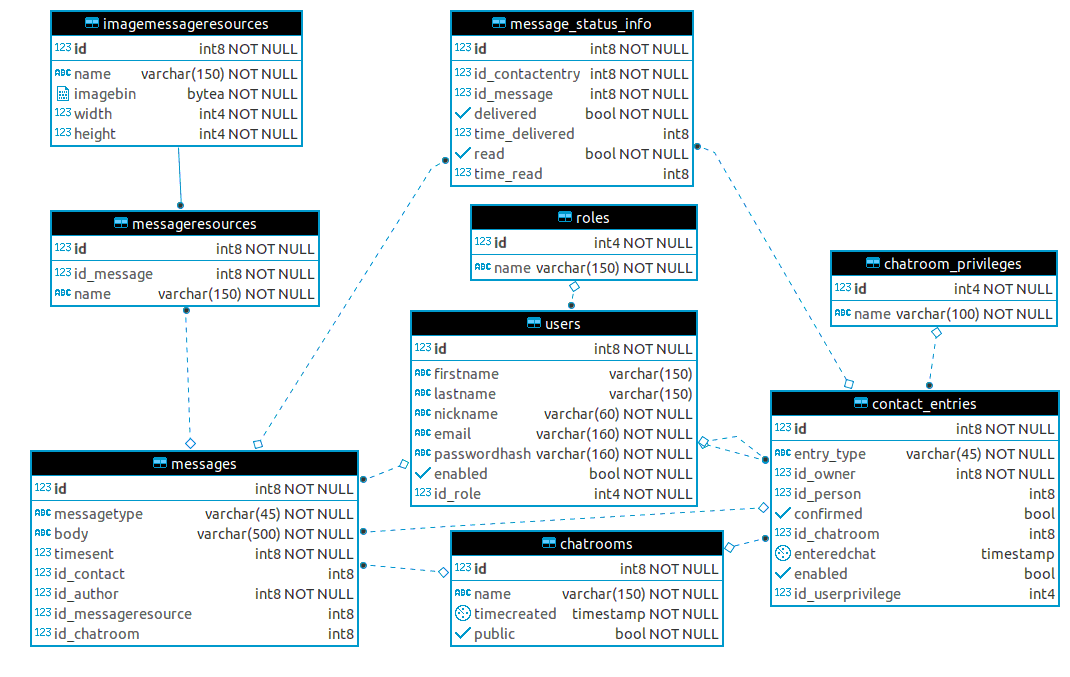 imagemessageresources
123 id int8 NOT NULL
ABC name varchar(150) NOT NULL
imagebin bytea NOT NULL
123 width int4 NOT NULL
123 height int4 NOT NULL
message_status_info
123 id int8 NOT NULL
123 id_contactentry int8 NOT NULL
123 id_message int8 NOT NULL
delivered bool NOT NULL
123 time_delivered int8
read bool NOT NULL
123 time_read int8
messageresources
123 id int8 NOT NULL
123 id_message int8 NOT NULL
ABC name varchar(150) NOT NULL
roles
123 id int4 NOT NULL
ABC name varchar(150) NOT NULL
chatroom_privileges
123 id int4 NOT NULL
ABC name varchar(100) NOT NULL
users
123 id int8 NOT NULL
ABC firstname varchar(150)
ABC lastname varchar(150)
ABC nickname varchar(60) NOT NULL
ABC email varchar(160) NOT NULL
ABC passwordhash varchar(160) NOT NULL
enabled bool NOT NULL
123 id_role int4 NOT NULL
contact_entries
123 id int8 NOT NULL
ABC entry_type varchar(45) NOT NULL
123 id_owner int8 NOT NULL
123 id_person int8
confirmed bool
123 id_chatroom int8
enteredchat timestamp
enabled bool
123 id_userprivilege int4
messages
123 id int8 NOT NULL
ABC messagetype varchar(45) NOT NULL
ABC body varchar(500) NOT NULL
123 timesent int8 NOT NULL
123 id_contact int8
123 id_author int8 NOT NULL
123 id_messageresource int8
123 id_chatroom int8
chatrooms
123 id int8 NOT NULL
ABC name varchar(150) NOT NULL
timecreated timestamp NOT NULL
public bool NOT NULL